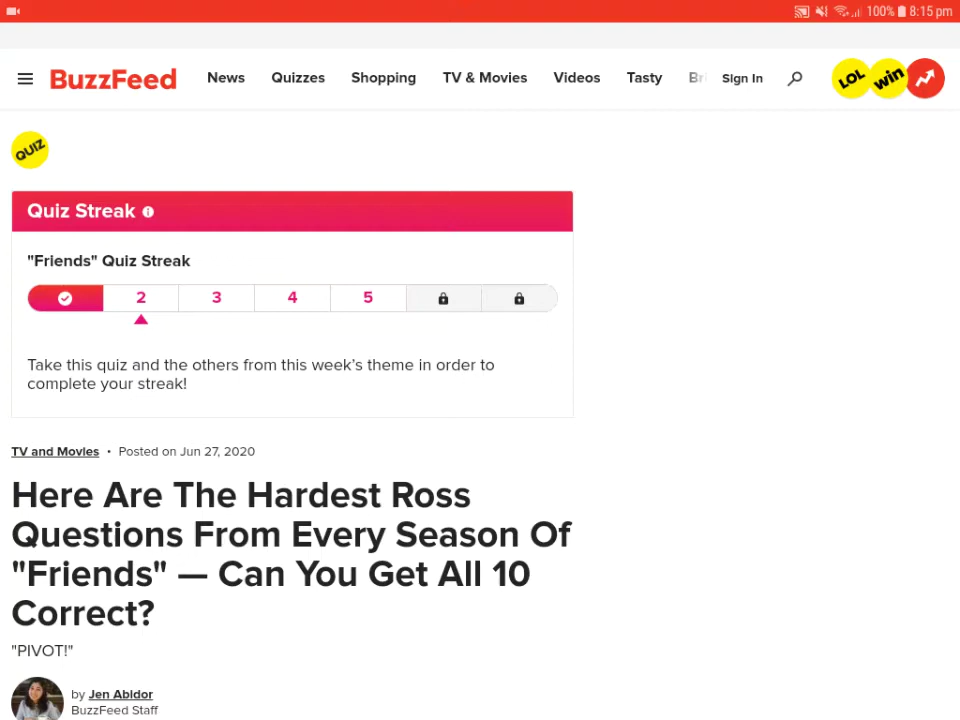 100% 8:15 pm
BuzzFeed News Quizzes Shopping TV & Movies Videos Tasty Sign In LOL win
QUIZ
Quiz Streak
"Friends" Quiz Streak
2 3 4 5
Take this quiz and the others from this week’s theme in order to
complete your streak!
TV and Movies • Posted on Jun 27, 2020
Here Are The Hardest Ross
Questions From Every Season Of
"Friends" — Can You Get All 10
Correct?
"PIVOT!"
by Jen Abidor
BuzzFeed Staff